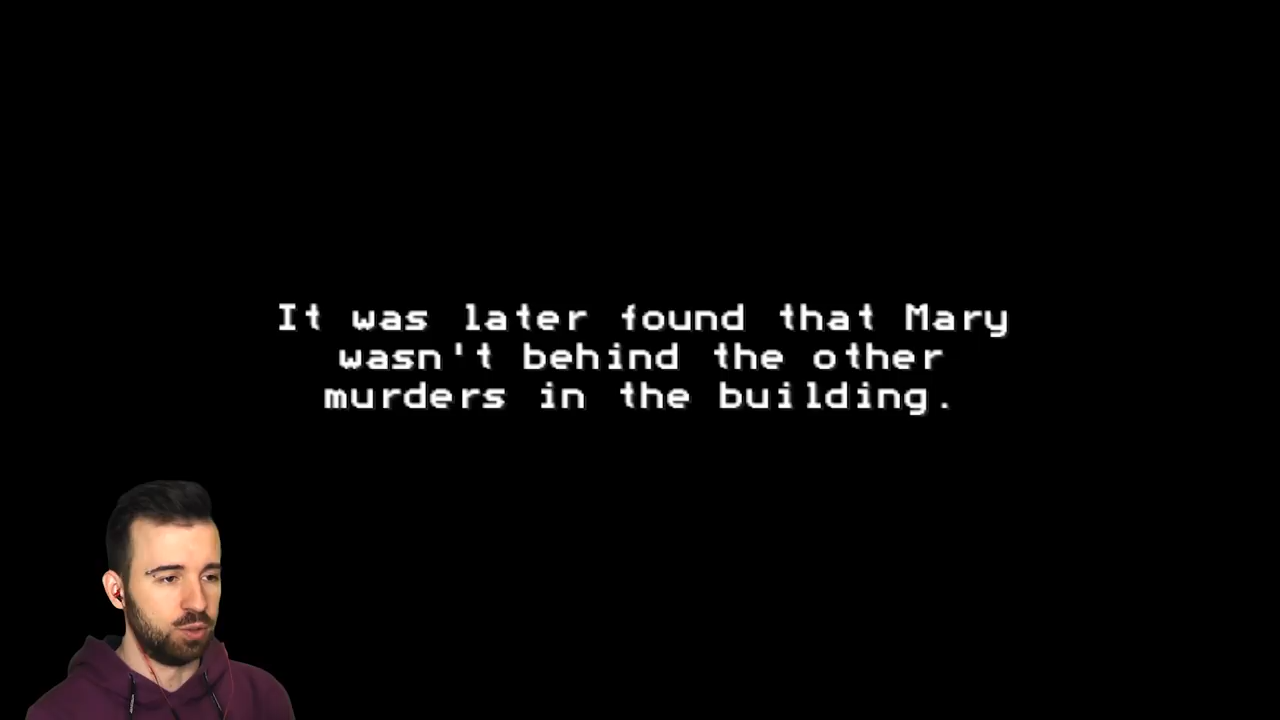 It was later found that Mary
wasn't behind the other
murders in the building.